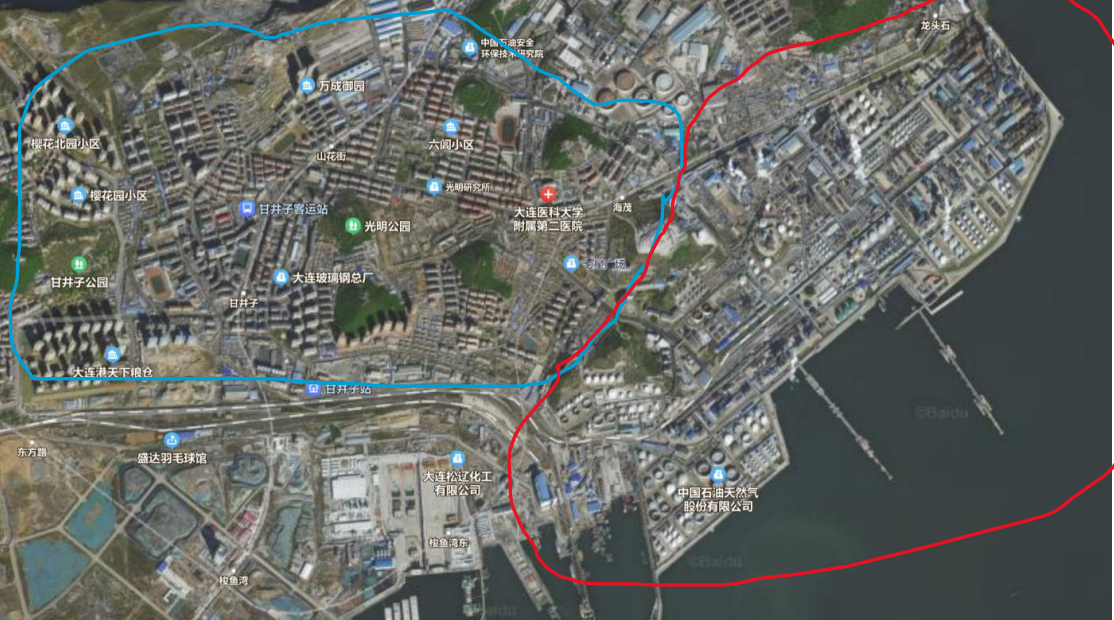 龙头石
中国石油安全
环保技术研究院
万成御园
樱花北园小区
六阖小区
山花街
光明研究所
樱花园小区
大连医科大学
附属第二医院
海茂
甘井子客运站
光明公园
七星广场
甘井子公园
大连玻璃钢总厂
甘井子
大连港天下粮仓
甘井子站
©Baidu
东方路
盛达羽毛球馆
大连松辽化工
有限公司
中国石油天然气
股份有限公司
梭鱼湾东
©Baidu
梭鱼湾
Baidu